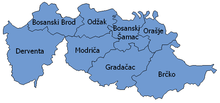 Bosanski Brod
Odžak
Bosanski
Šamac
Orašje
Derventa
Modriča
Gradačac
Brčko